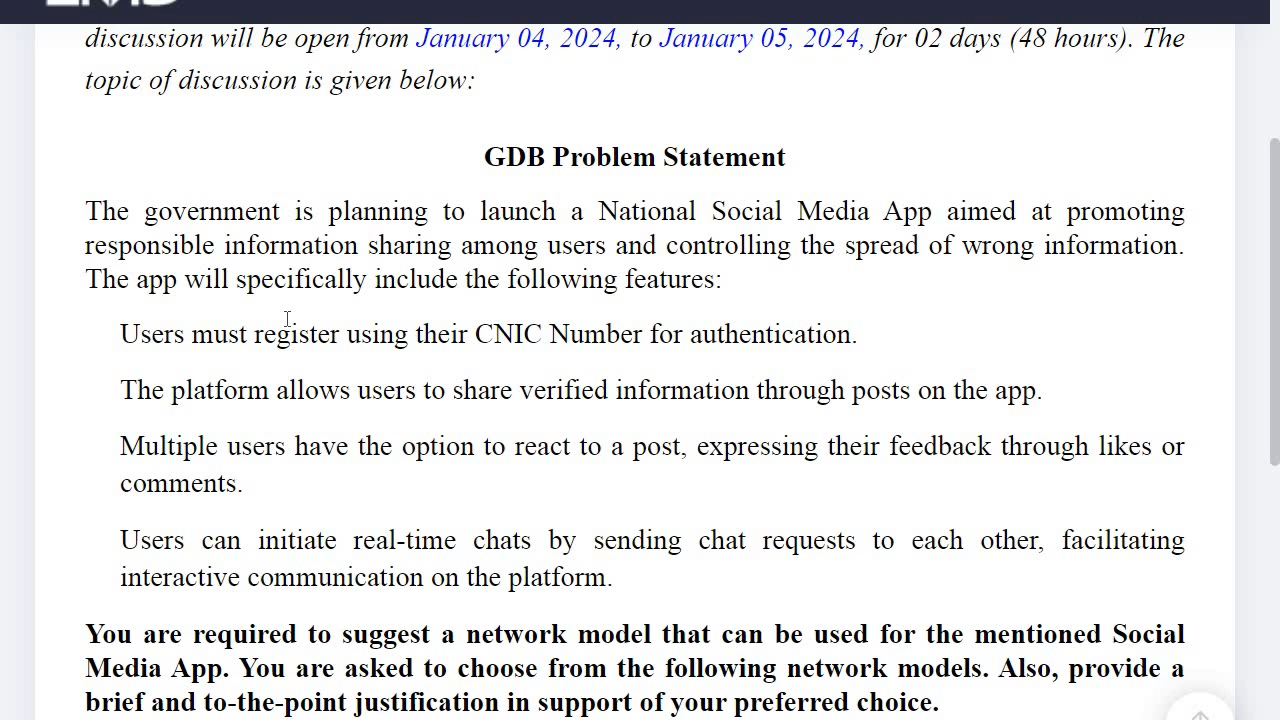 discussion will be open from January 04, 2024, to January 05, 2024, for 02 days (48 hours). The
topic of discussion is given below:
GDB Problem Statement
The government is planning to launch a National Social Media App aimed at promoting
responsible information sharing among users and controlling the spread of wrong information.
The app will specifically include the following features:
Users must register using their CNIC Number for authentication.
The platform allows users to share verified information through posts on the app.
Multiple users have the option to react to a post, expressing their feedback through likes or
comments.
Users can initiate real-time chats by sending chat requests to each other, facilitating
interactive communication on the platform.
You are required to suggest a network model that can be used for the mentioned Social
Media App. You are asked to choose from the following network models. Also, provide a
brief and to-the-point justification in support of your preferred choice.